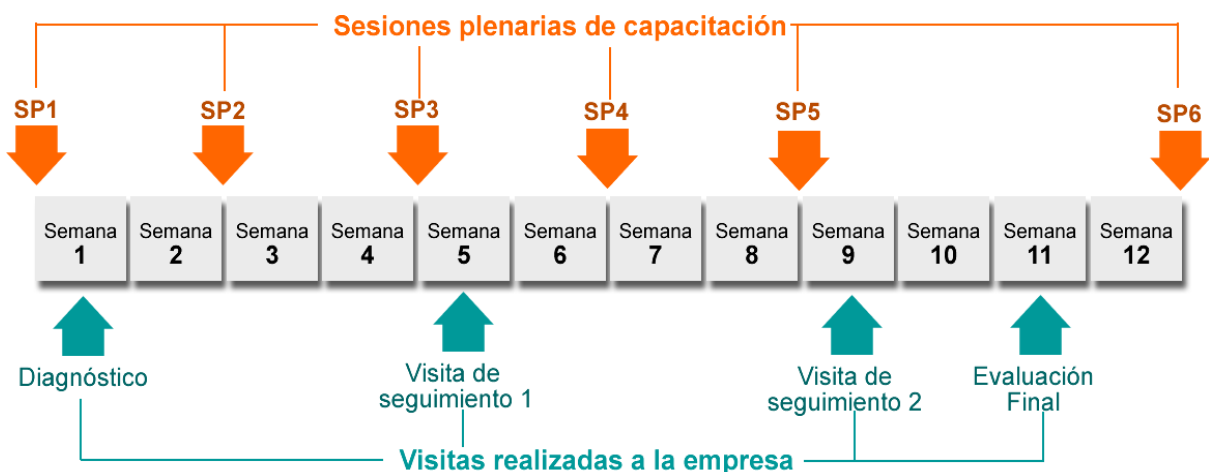 Sesiones plenarias de capacitación
SP1
SP2
SP3
SP4
SP5
SP6
Semana
1
Semana
2
Semana
3
Semana
4
Semana
5
Semana
6
Semana
7
Semana
8
Semana
9
Semana
10
Semana
11
Semana
12
Diagnóstico
Visita de
seguimiento 1
Visita de
seguimiento 2
Evaluación
Final
Visitas realizadas a la empresa